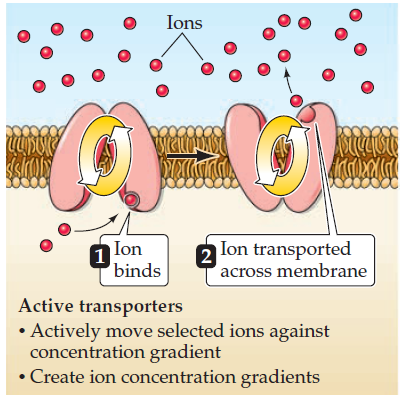 Ions
1 Ion
binds
2 Ion transported
across membrane
Active transporters
• Actively move selected ions against
concentration gradient
• Create ion concentration gradients